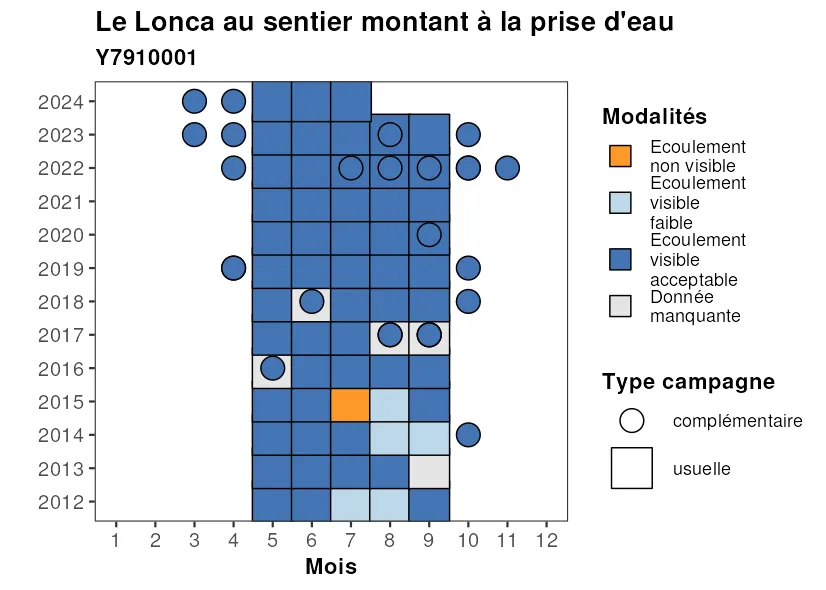 Le Lonca au sentier montant à la prise d'eau
Y7910001
2024
2023
2022
2021
2020
2019
2018
2017
2016
2015
2014
2013
2012
1 2 3 4 5 6 7 8 9 10 11 12
Mois
Modalités
Ecoulement
non visible
Ecoulement
visible
faible
Ecoulement
visible
acceptable
Donnée
manquante
Type campagne
complémentaire
usuelle